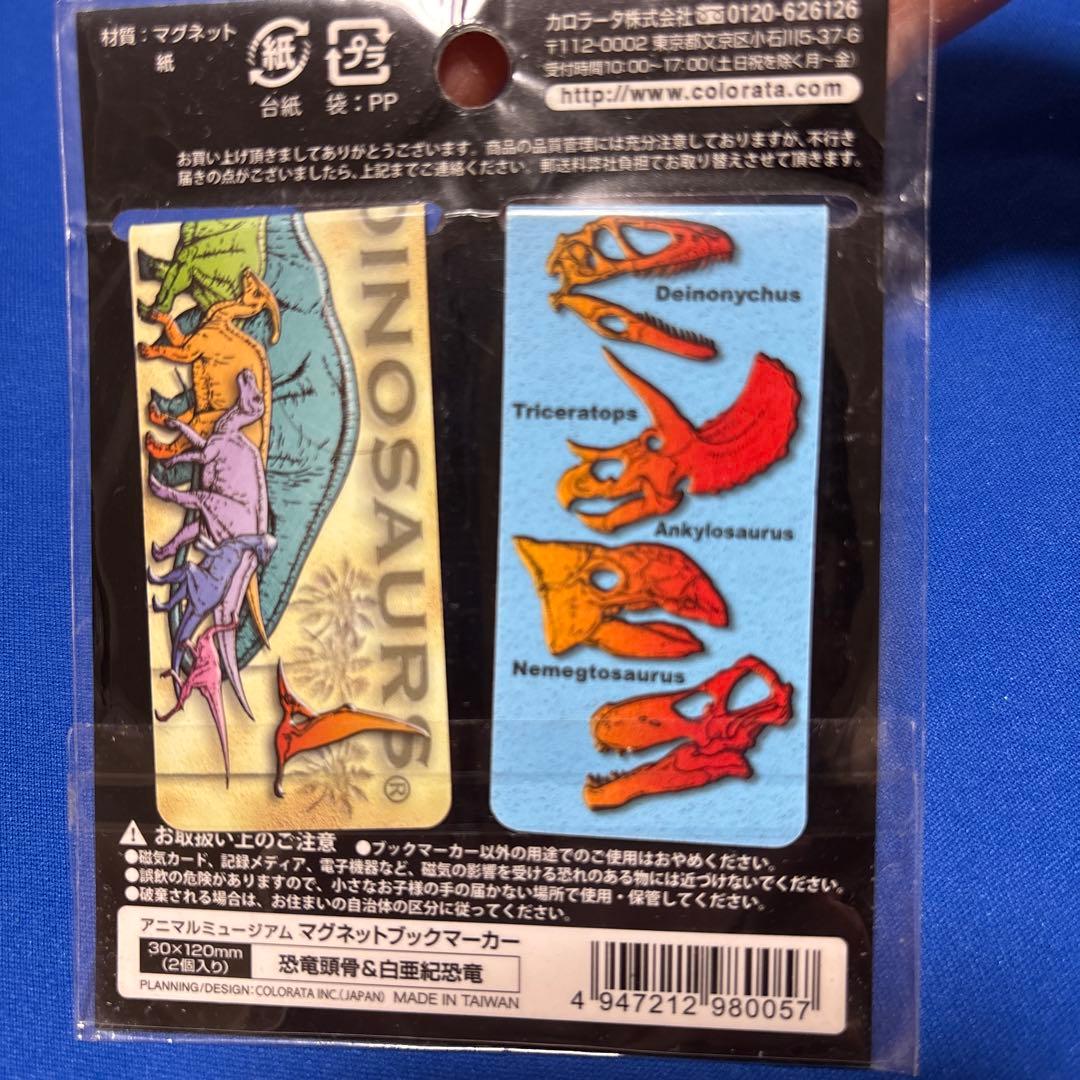 材質：マグネット
紙
紙
プラ
台紙 袋：PP
カロラータ株式会社 0120-626126
〒112-0002 東京都文京区小石川5-37-6
受付時間10:00～17:00(土日祝を除く月～金)
http://www.colorata.com
お買い上げ頂きましてありがとうございます。商品の品質管理には充分注意しておりますが、不行き
届きの点がございましたら、上記までご連絡ください。郵送料弊社負担でお取り替えさせて頂きます。
DINOSAURS®
Deinonychus
Triceratops
Ankylosaurus
Nemegtosaurus
お取扱い上のご注意 ●ブックマーカー以外の用途でのご使用はおやめください。
●磁気カード、記録メディア、電子機器など、磁気の影響を受ける恐れのある物には近づけないでください。
●誤飲の危険がありますので、小さなお子様の手の届かない場所で使用・保管してください。
●破棄される場合は、お住まいの自治体の区分に従ってください。
アニマルミュージアム マグネットブックマーカー
30×120mm
(2個入り)
恐竜頭骨&白亜紀恐竜
PLANNING/DESIGN: COLORATA INC.(JAPAN) MADE IN TAIWAN
4 947212 980057